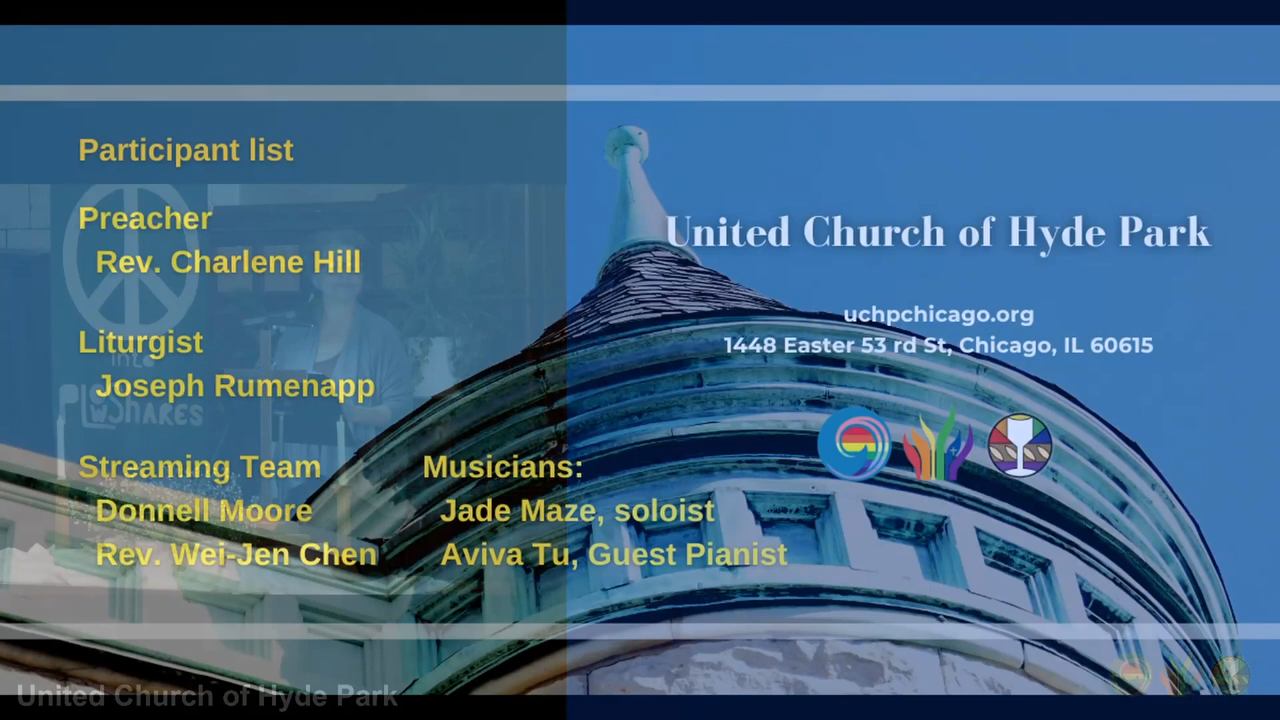 Participant list
Preacher
Rev. Charlene Hill
Liturgist
Joseph Rumenapp
Streaming Team
Donnell Moore
Rev. Wei-Jen Chen
Musicians:
Jade Maze, soloist
Aviva Tu, Guest Pianist
United Church of Hyde Park
uchpchicago.org
1448 Easter 53 rd St, Chicago, IL 60615
into
PLOWSHARES
United Church of Hyde Park